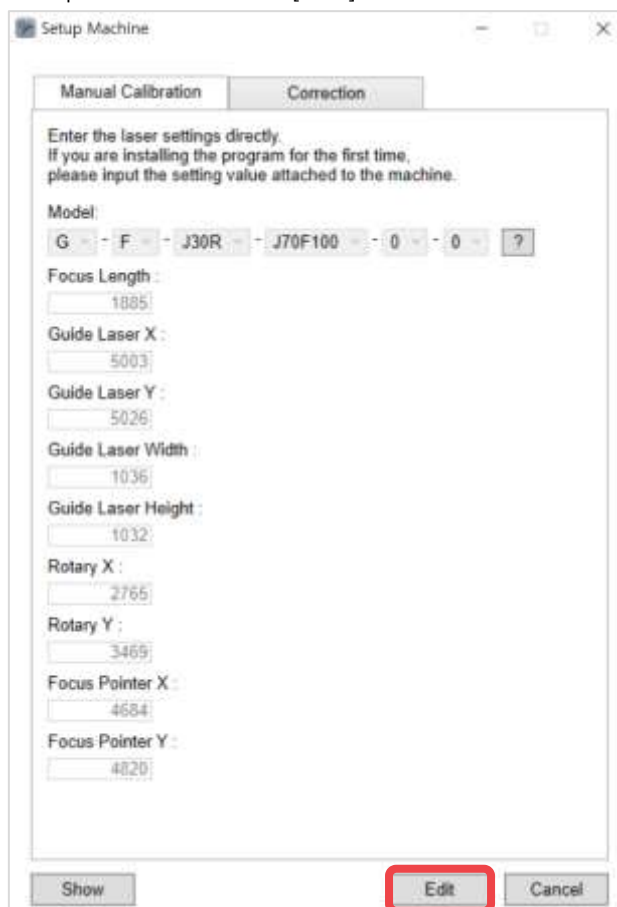 Setup Machine
Manual Calibration Correction
Enter the laser settings directly.
If you are installing the program for the first time,
please input the setting value attached to the machine.
Model:
G - F - J30R - J70F100 - 0 - 0 ?
Focus Length :
1885
Guide Laser X :
5003
Guide Laser Y :
5026
Guide Laser Width :
1036
Guide Laser Height :
1032
Rotary X :
2765
Rotary Y :
3469
Focus Pointer X :
4684
Focus Pointer Y :
4820
Show Edit Cancel